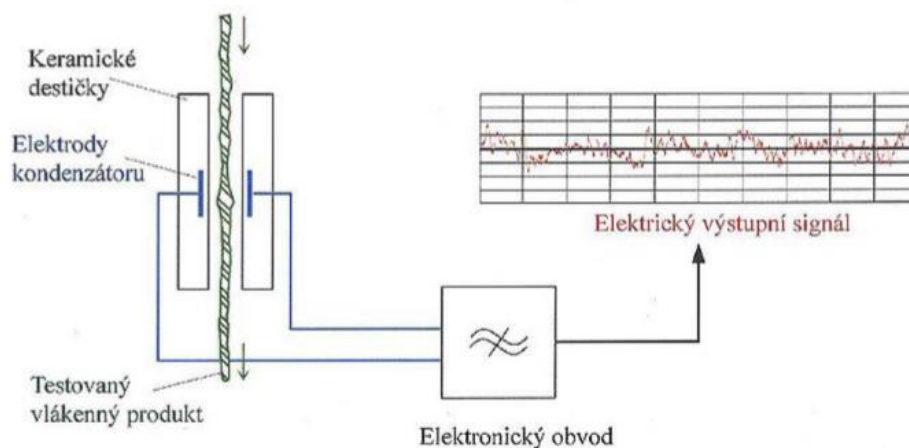 Keramické
destičky
Elektrody
kondenzátoru
Elektrický výstupní signál
Testovaný
vlákenný produkt
Elektronický obvod